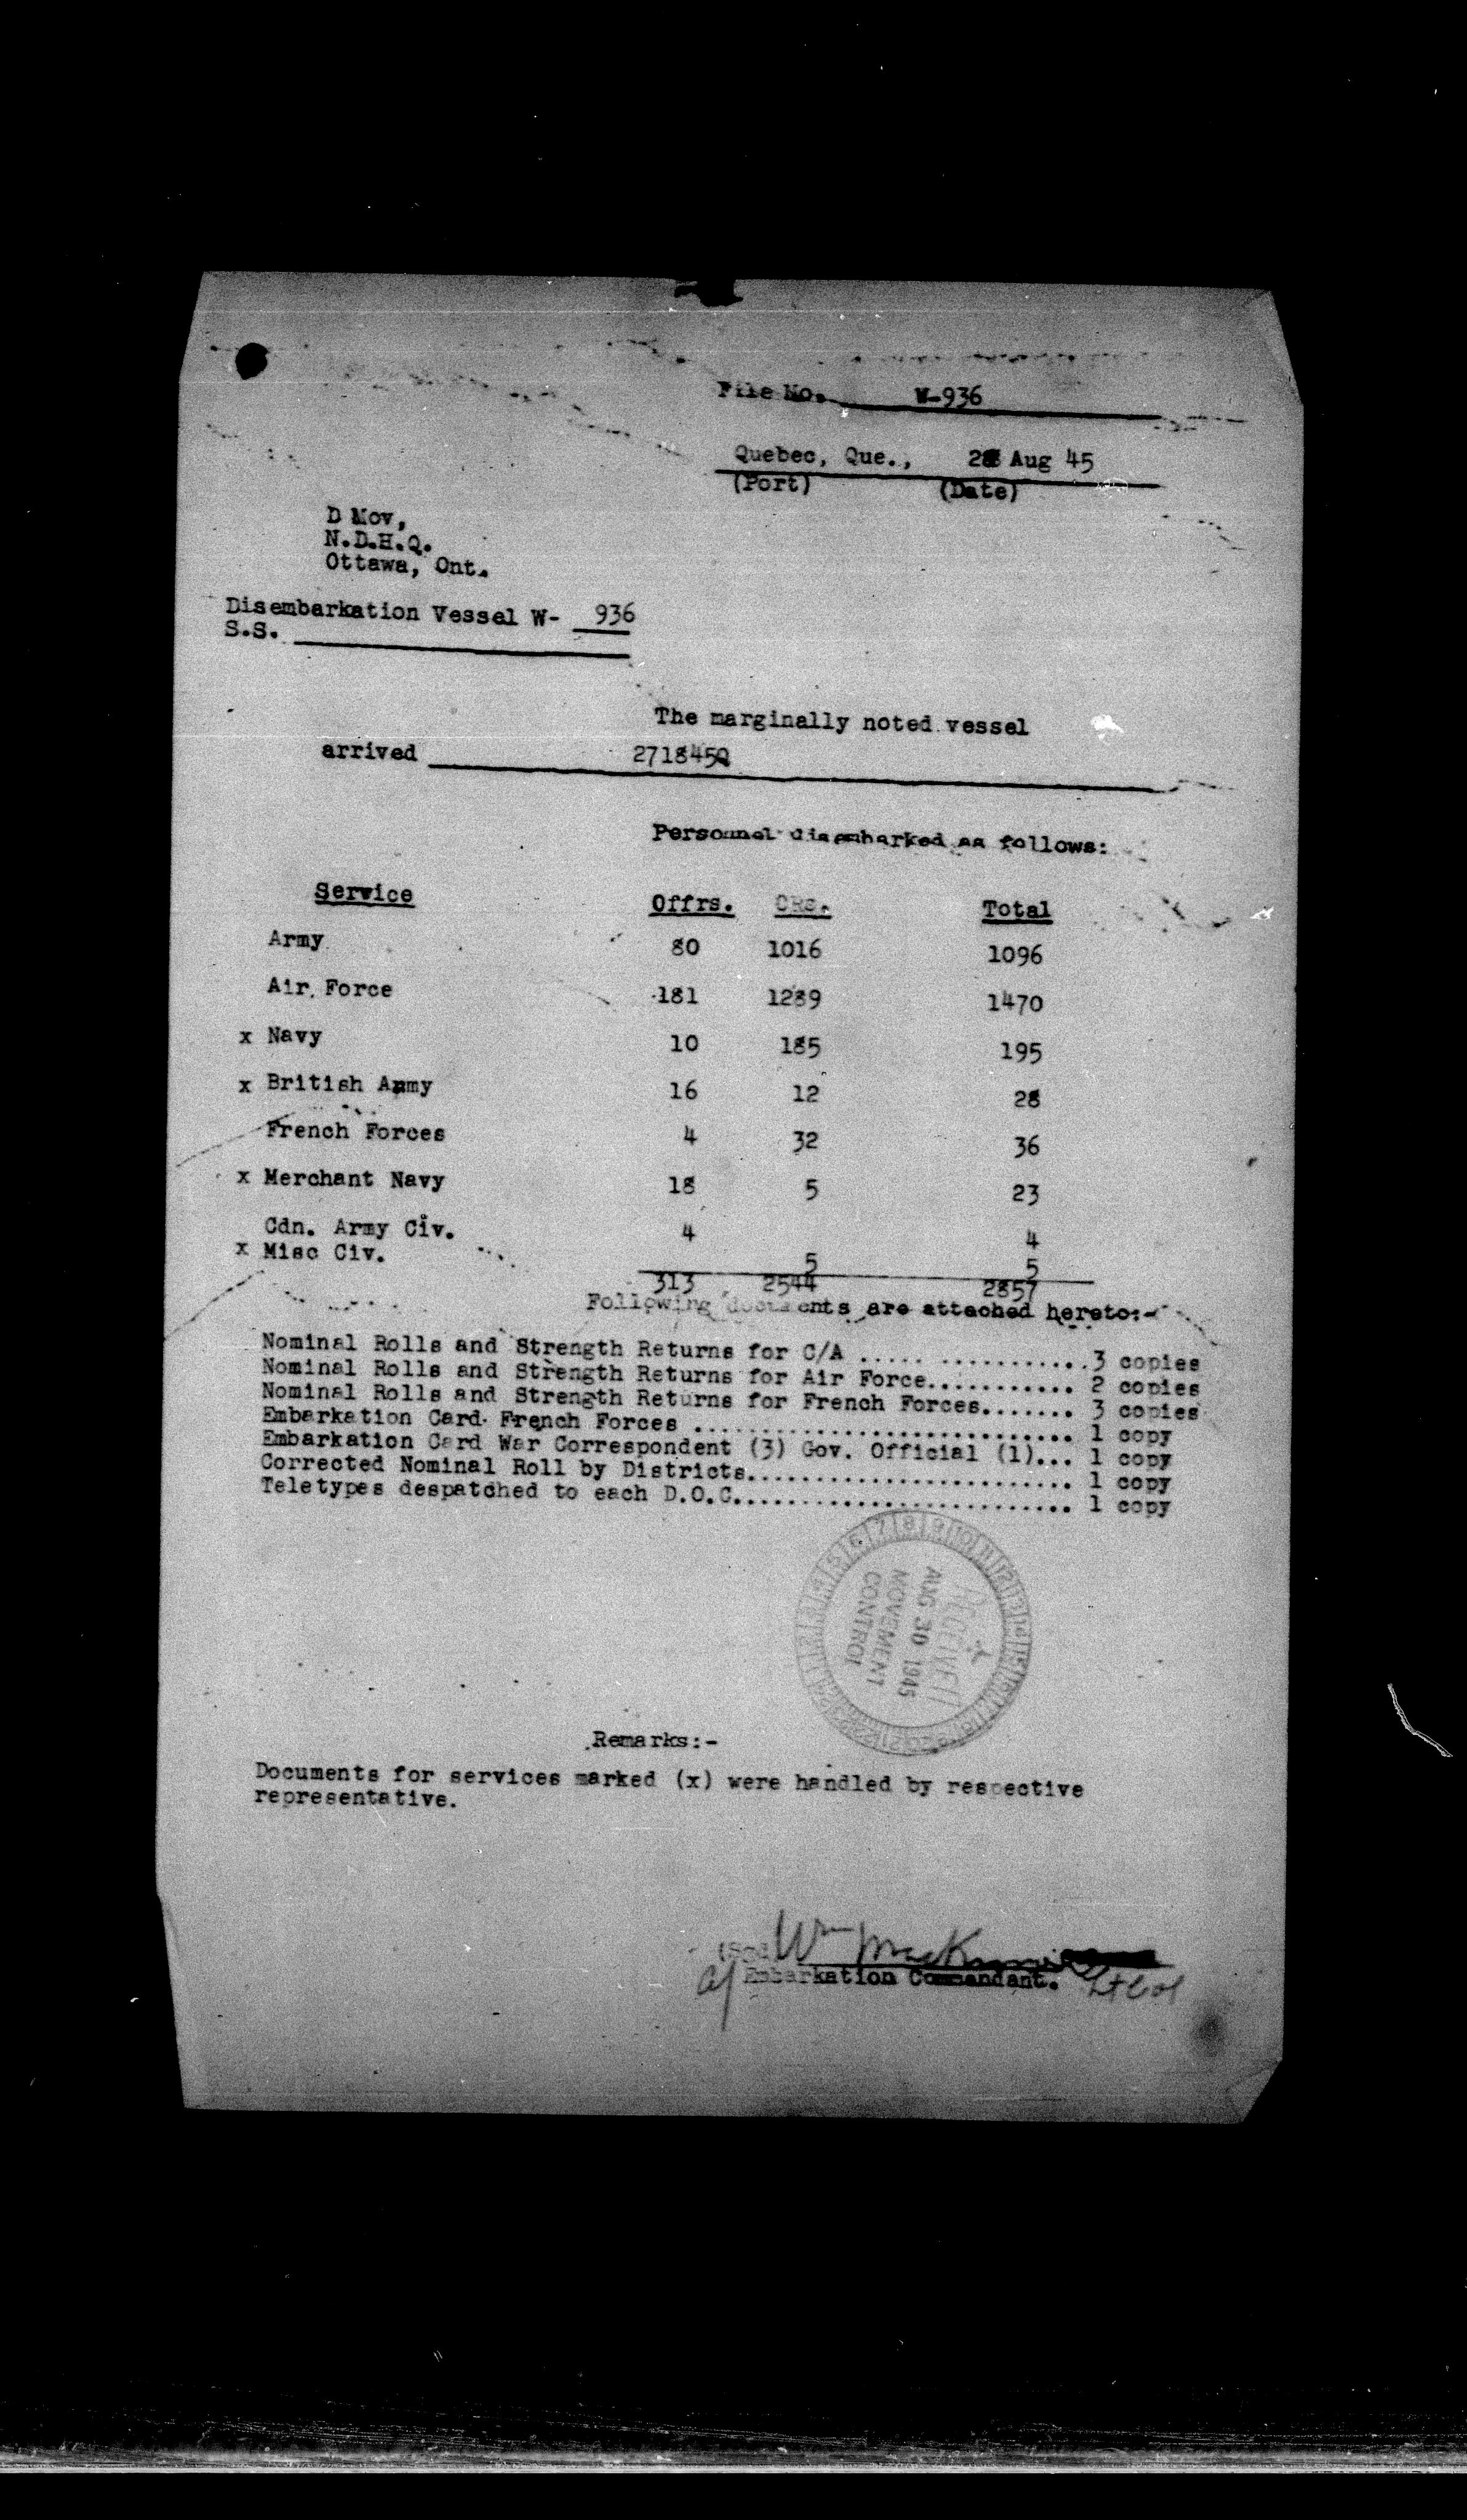 File No. W-936
Quebec, Que., 28 Aug 45
(Port) (Date)
D Mov,
N.D.H.Q.
Ottawa, Ont.
Disembarkation Vessel W- 936
S.S.
The marginally noted vessel
arrived 271845Q
Personnel disembarked as follows:
Service Offrs. ORs. Total
Army 80 1016 1096
Air Force 181 1289 1470
x Navy 10 185 195
x British Army 16 12 28
French Forces 4 32 36
x Merchant Navy 18 5 23
Cdn. Army Civ. 4 4
x Misc Civ. 5 5
313 2544 2857
Following documents are attached hereto:-
Nominal Rolls and Strength Returns for C/A ..... ............3 copies
Nominal Rolls and Strength Returns for Air Force........... 2 copies
Nominal Rolls and Strength Returns for French Forces....... 3 copies
Embarkation Card French Forces ............................ 1 copy
Embarkation Card War Correspondent (3) Gov. Official (1)... 1 copy
Corrected Nominal Roll by Districts........................ 1 copy
Teletypes despatched to each D.O.C......................... 1 copy
RECEIVED
AUG 30 1945
MOVEMENT
CONTROL
Remarks:-
Documents for services marked (x) were handled by respective
representative.
(Sgd Wm
a/ Embarkation Commandant. Lt Col